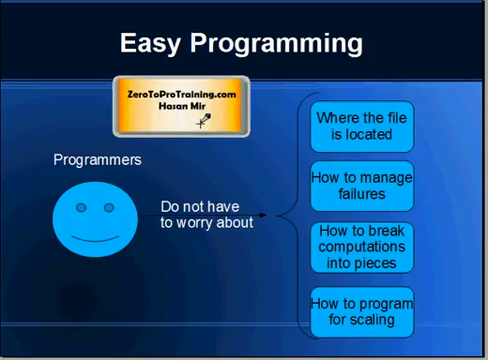 Easy Programming
ZeroToProTraining.com
Hasan Mir
Programmers
Do not have
to worry about
Where the file
is located
How to manage
failures
How to break
computations
into pieces
How to program
for scaling